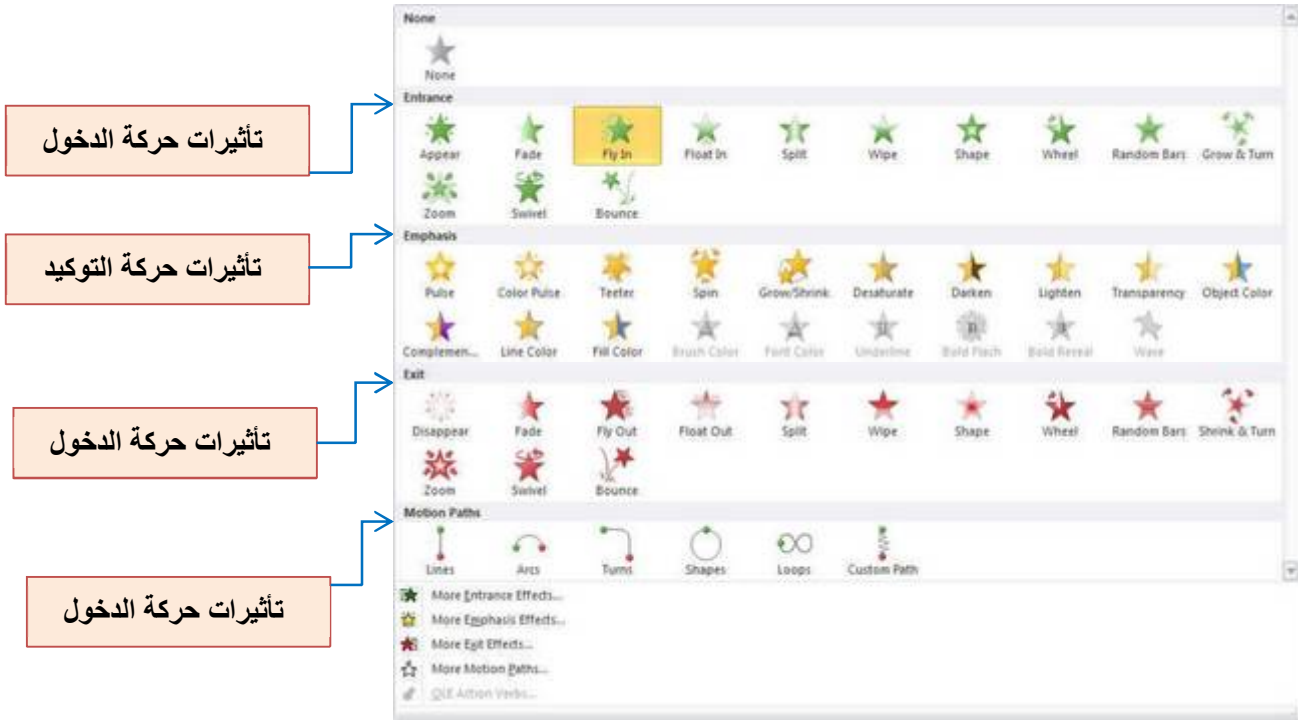 None
None
Entrance
تأثيرات حركة الدخول
Appear Fade Fly In Float In Split Wipe Shape Wheel Random Bars Grow & Turn
Zoom Swivel Bounce
Emphasis
تأثيرات حركة التوكيد
Pulse Color Pulse Teeter Spin Grow/Shrink Desaturate Darken Lighten Transparency Object Color
Complemen... Line Color Fill Color Brush Color Font Color Underline Bold Flash Bold Reveal Wave
Exit
تأثيرات حركة الدخول
Disappear Fade Fly Out Float Out Split Wipe Shape Wheel Random Bars Shrink & Turn
Zoom Swivel Bounce
Motion Paths
تأثيرات حركة الدخول
Lines Arcs Turns Shapes Loops Custom Path
More Entrance Effects...
More Emphasis Effects...
More Exit Effects...
More Motion Paths...
OLE Action Verbs...